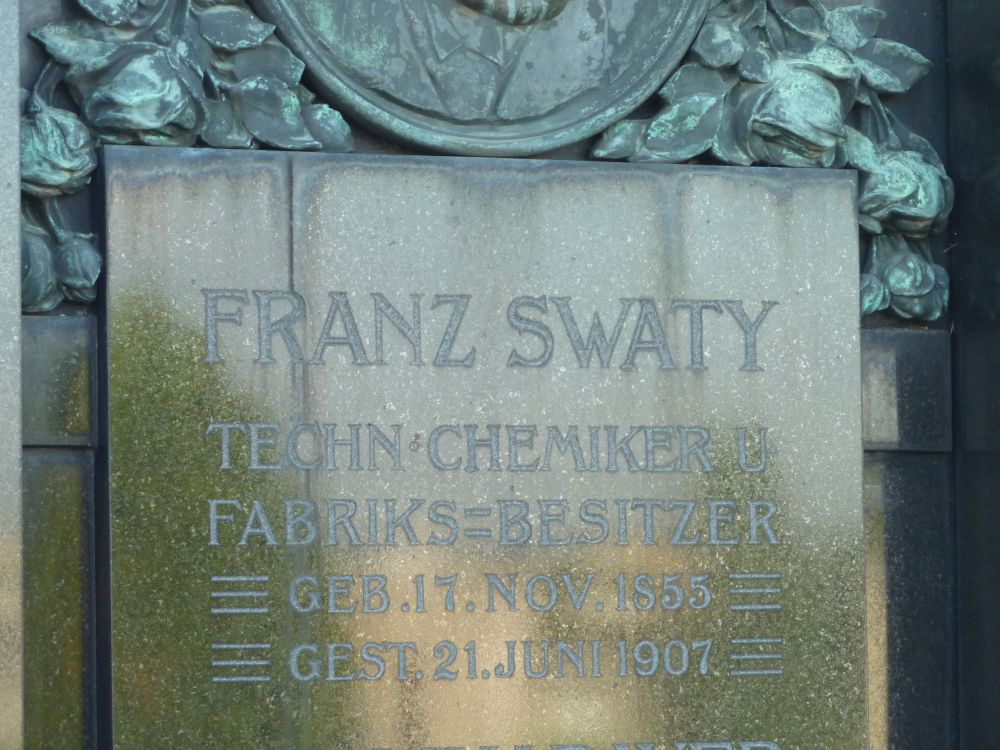 FRANZ SWATY
TECHN·CHEMIKER U·
FABRIKS=BESITZER
GEB.17.NOV.1855
GEST.21.JUNI 1907